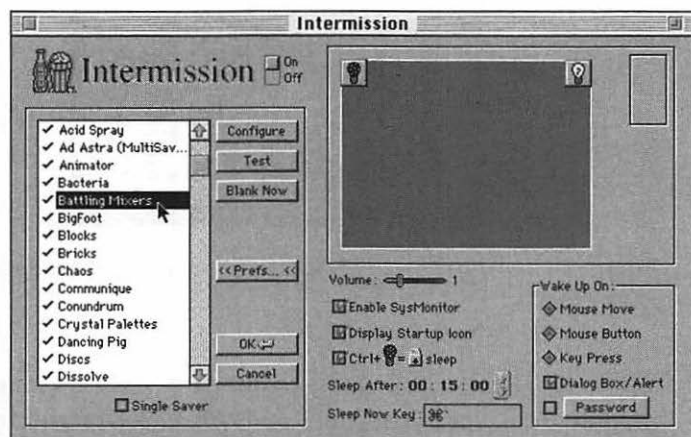 Intermission
Intermission
On
Off
Acid Spray
Ad Astra (MultiSav...
Animator
Bacteria
Battling Mixers
BigFoot
Blocks
Bricks
Chaos
Communique
Conundrum
Crystal Palettes
Dancing Pig
Discs
Dissolve
Single Saver
Configure
Test
Blank Now
<<Prefs... <<
OK
Cancel
Volume: 1
Enable SysMonitor
Display Startup Icon
Ctrl+ = sleep
Sleep After: 00 : 15 : 00
Sleep Now Key: ⌘`
Wake Up On:
Mouse Move
Mouse Button
Key Press
Dialog Box/Alert
Password